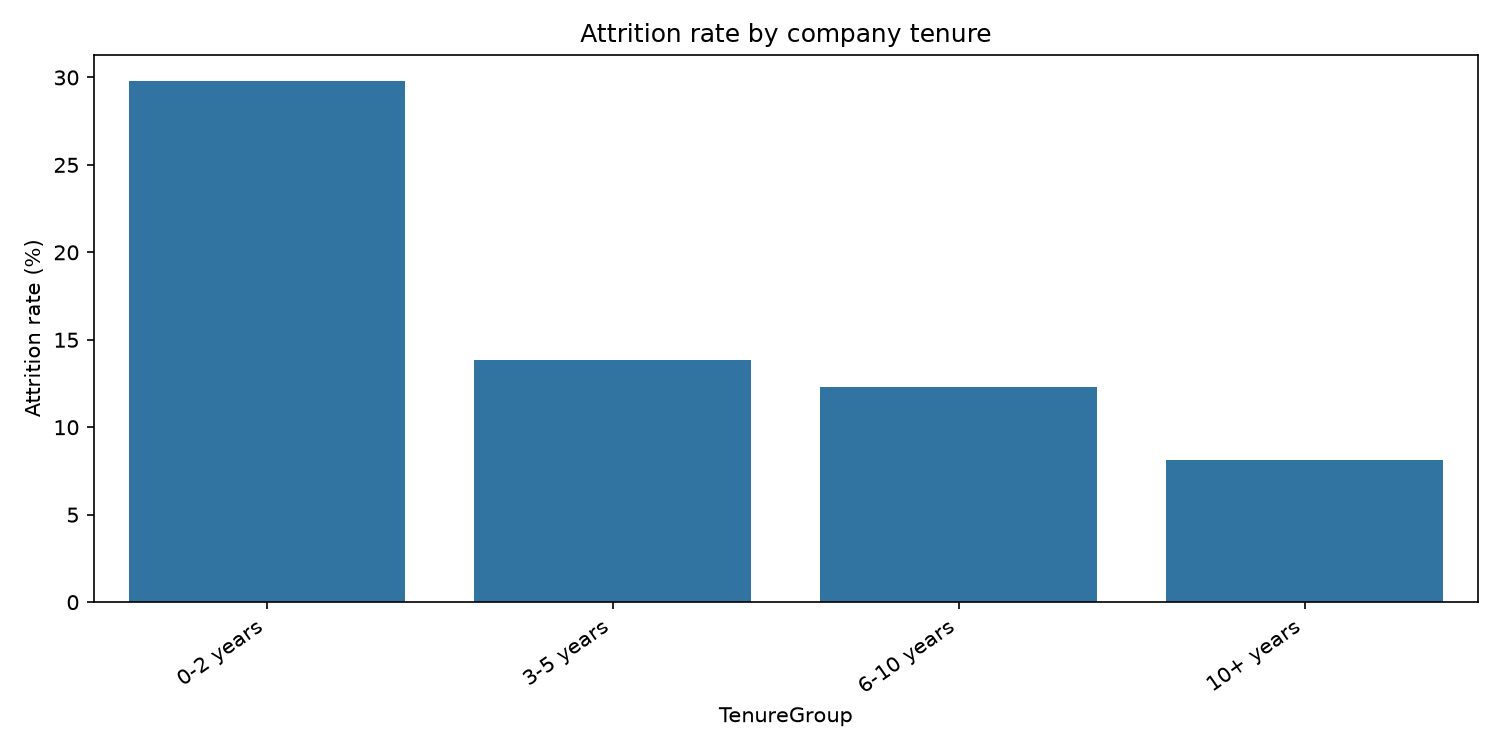 Attrition rate by company tenure
Attrition rate (%)
30
25
20
15
10
5
0
0-2 years
3-5 years
6-10 years
10+ years
TenureGroup